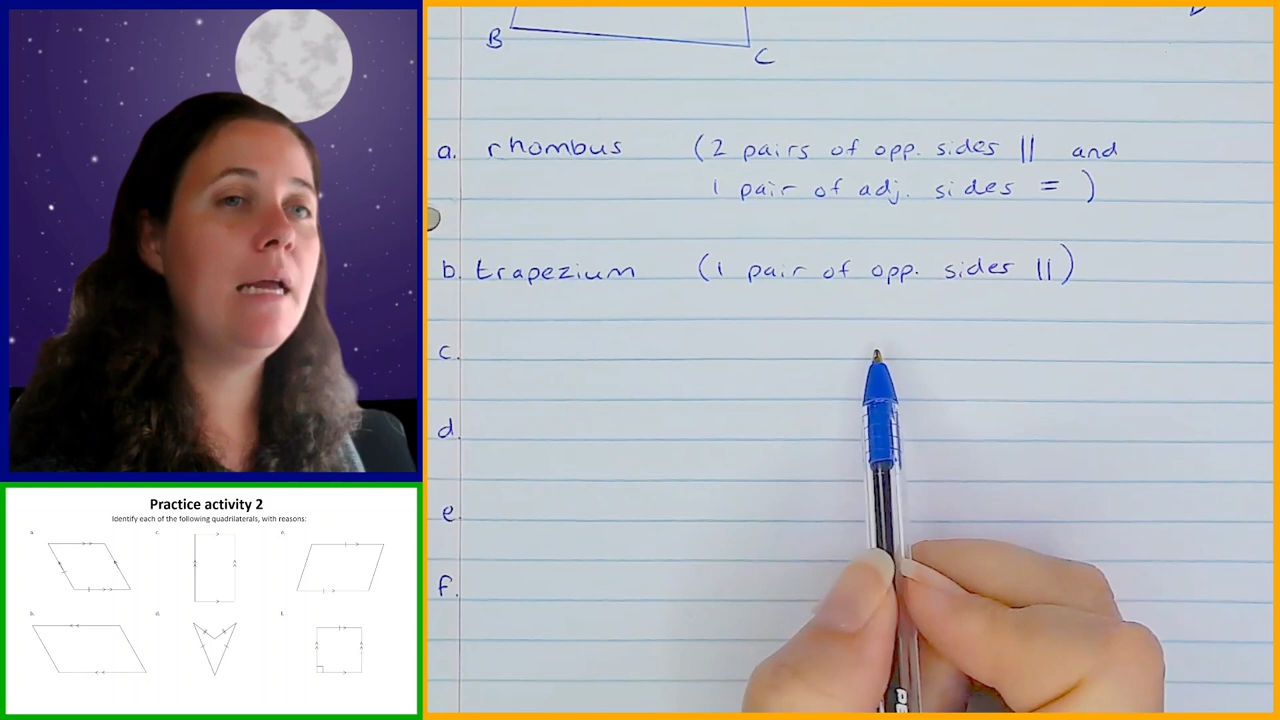 B
C
a. rhombus (2 pairs of opp. sides || and
1 pair of adj. sides = )
b. trapezium (1 pair of opp. sides ||)
c.
d
e.
f.
Practice activity 2
Identify each of the following quadrilaterals, with reasons:
a.
c.
e.
b.
d.
f.